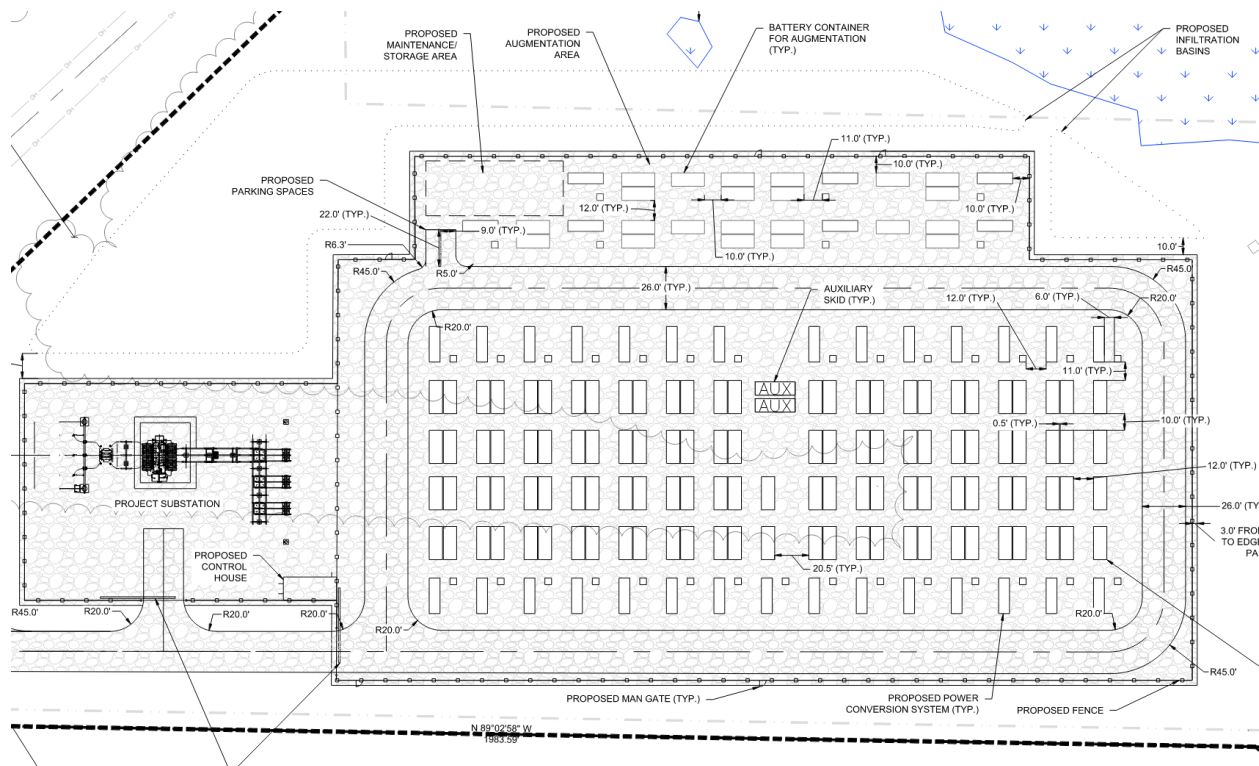 PROPOSED
MAINTENANCE/
STORAGE AREA
PROPOSED
AUGMENTATION
AREA
BATTERY CONTAINER
FOR AUGMENTATION
(TYP.)
PROPOSED
INFILTRATION
BASINS
11.0' (TYP.)
10.0' (TYP.)
PROPOSED
PARKING SPACES
22.0' (TYP.)
12.0' (TYP.)
10.0' (TYP.)
9.0' (TYP.)
R6.3'
10.0' (TYP.)
10.0'
R45.0'
R5.0'
R45.0'
26.0' (TYP.)
AUXILIARY
SKID (TYP.)
12.0' (TYP.)
6.0' (TYP.)
R20.0'
R20.0'
11.0' (TYP.)
AUX
AUX
0.5' (TYP.)
10.0' (TYP.)
12.0' (TYP.)
PROJECT SUBSTATION
26.0' (TY
3.0' FRO
TO EDG
PA
PROPOSED
CONTROL
HOUSE
20.5' (TYP.)
R45.0'
R20.0'
R20.0'
R20.0'
R20.0'
R20.0'
R45.0'
PROPOSED MAN GATE (TYP.)
PROPOSED POWER
CONVERSION SYSTEM (TYP.)
PROPOSED FENCE
N 89°02'58" W
1983.59'